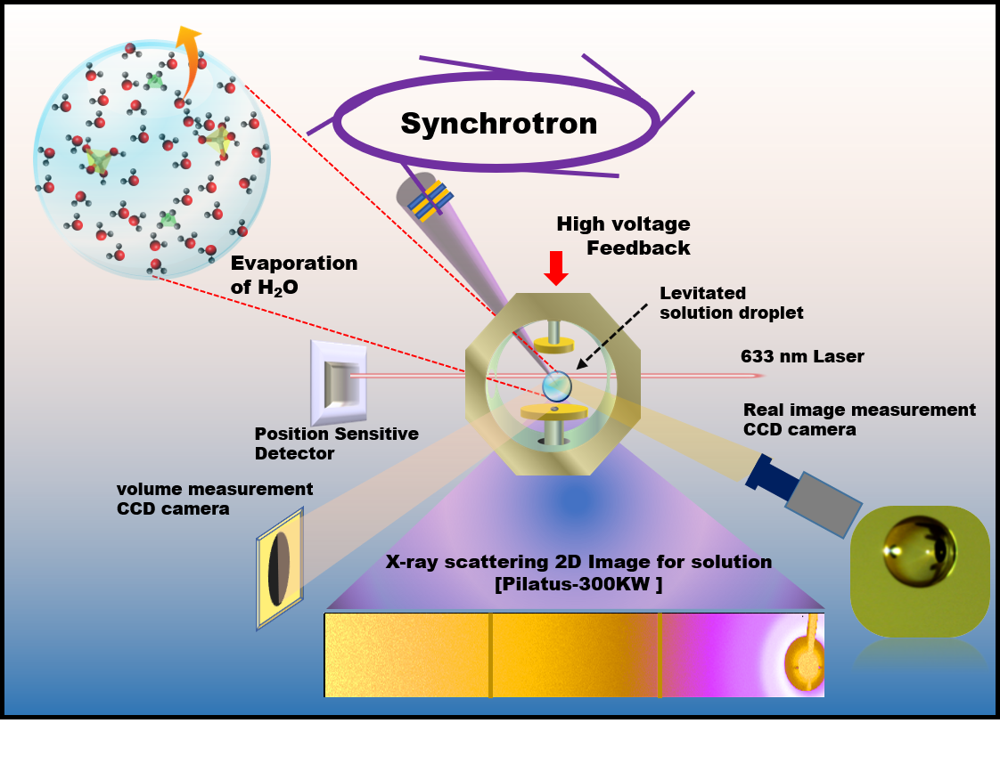 Synchrotron
High voltage
Feedback
Evaporation
of H₂O
Levitated
solution droplet
633 nm Laser
Real image measurement
CCD camera
Position Sensitive
Detector
volume measurement
CCD camera
X-ray scattering 2D Image for solution
[Pilatus-300KW ]